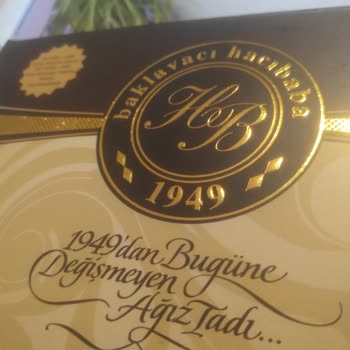 baklavacı hacıbaba
HB
1949
1949'dan Bugüne
Değişmeyen
Ağız Tadı...